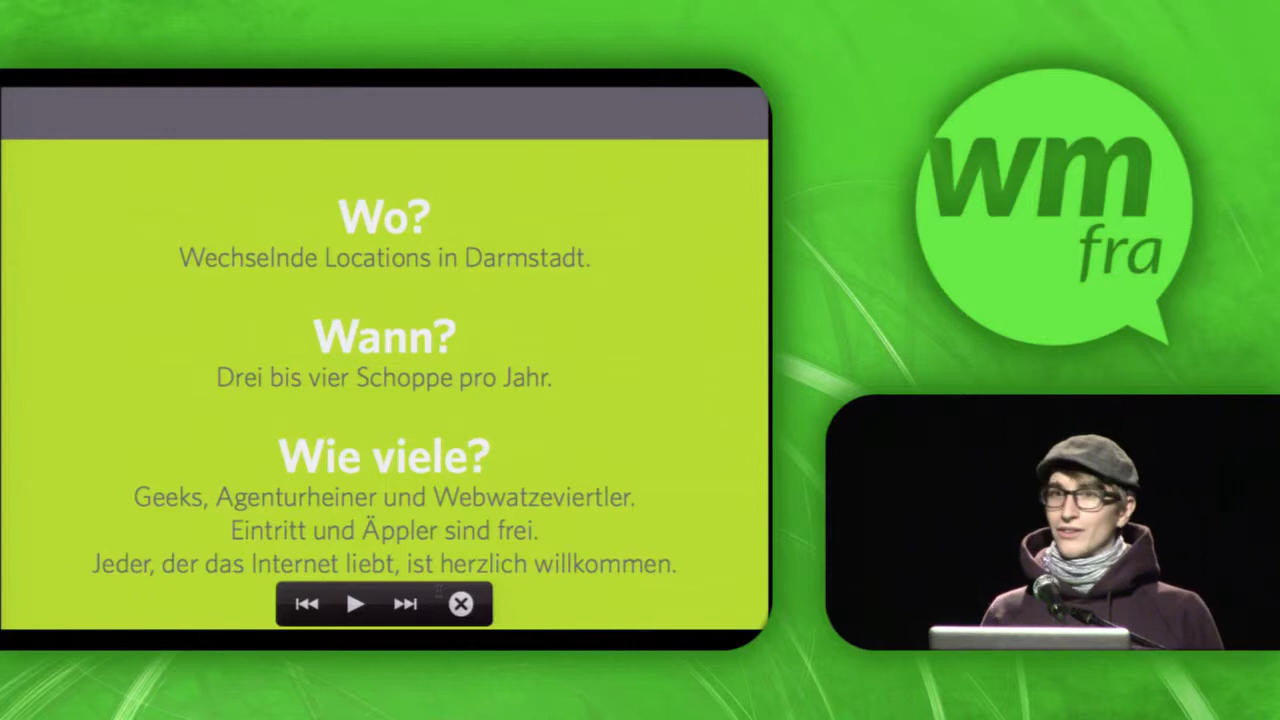 Wo?
Wechselnde Locations in Darmstadt.
Wann?
Drei bis vier Schoppe pro Jahr.
Wie viele?
Geeks, Agenturheiner und Webwatzeviertler.
Eintritt und Äppler sind frei.
Jeder, der das Internet liebt, ist herzlich willkommen.
wm
fra